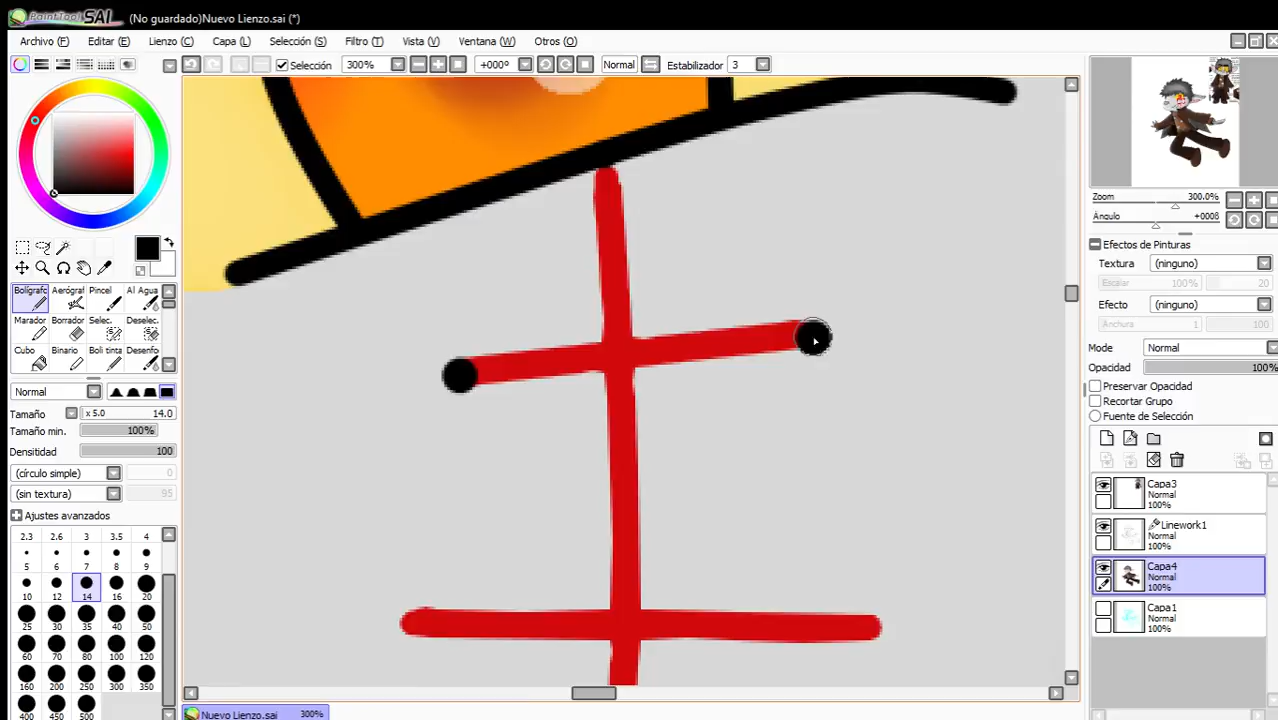 PaintTool SAI (No guardado)Nuevo Lienzo.sai (*)
Archivo (F) Editar (E) Lienzo (C) Capa (L) Selección (S) Filtro (T) Vista (V) Ventana (W) Otros (O)
Selección 300% +000º Normal Estabilizador 3
Zoom 300.0%
Ángulo +000ß
Efectos de Pinturas
Textura (ninguno)
Escalar 100% 20
Efecto (ninguno)
Anchura 1 100
Modo Normal
Opacidad 100%
Preservar Opacidad
Recortar Grupo
Fuente de Selección
Capa3
Normal
100%
Linework1
Normal
100%
Capa4
Normal
100%
Capa1
Normal
100%
Bolígrafo Aerógraf Pincel Al Agua
Marador Borrador Selec. Deselec.
Cubo Binario Boli tinta Desenfo
Normal
Tamaño x 5.0 14.0
Tamaño min. 100%
Densitidad 100
(círculo simple) 0
(sin textura) 95
Ajustes avanzados
2.3 2.6 3 3.5 4
5 6 7 8 9
10 12 14 16 20
25 30 35 40 50
60 70 80 100 120
160 200 250 300 350
400 450 500
Nuevo Lienzo.sai 300%